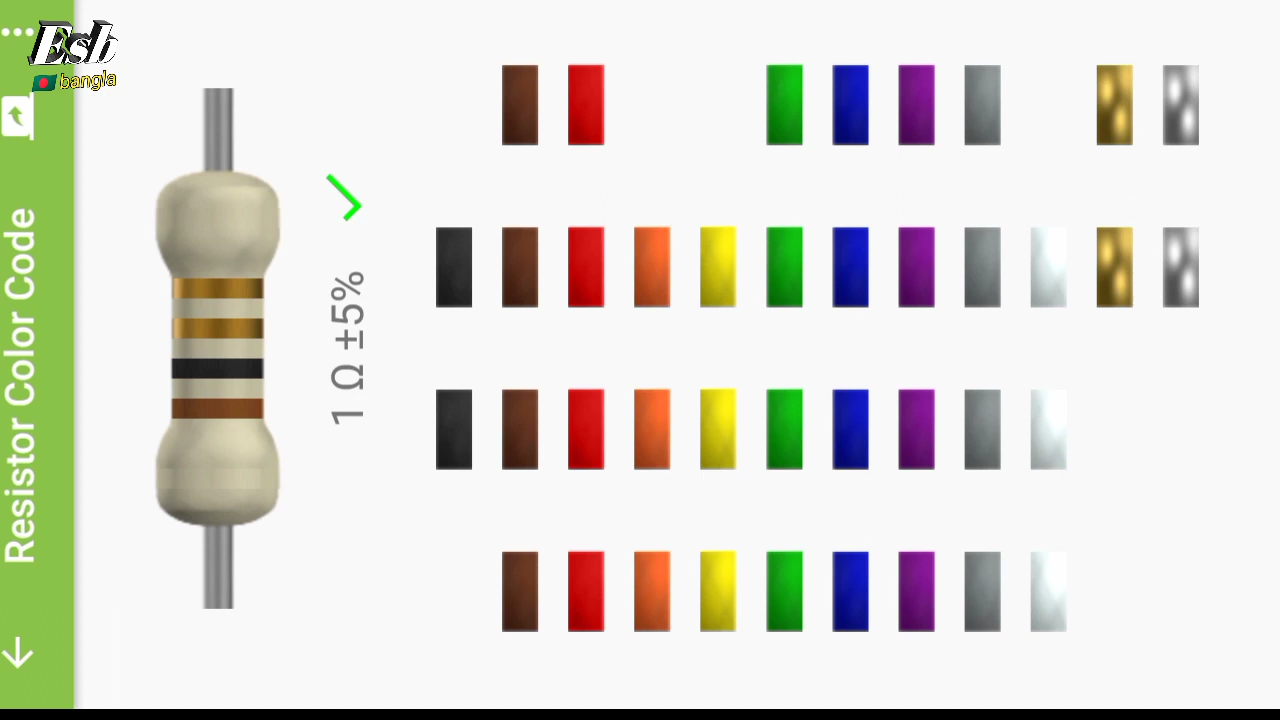 Esb
bangla
Resistor Color Code
1 Ω ±5%